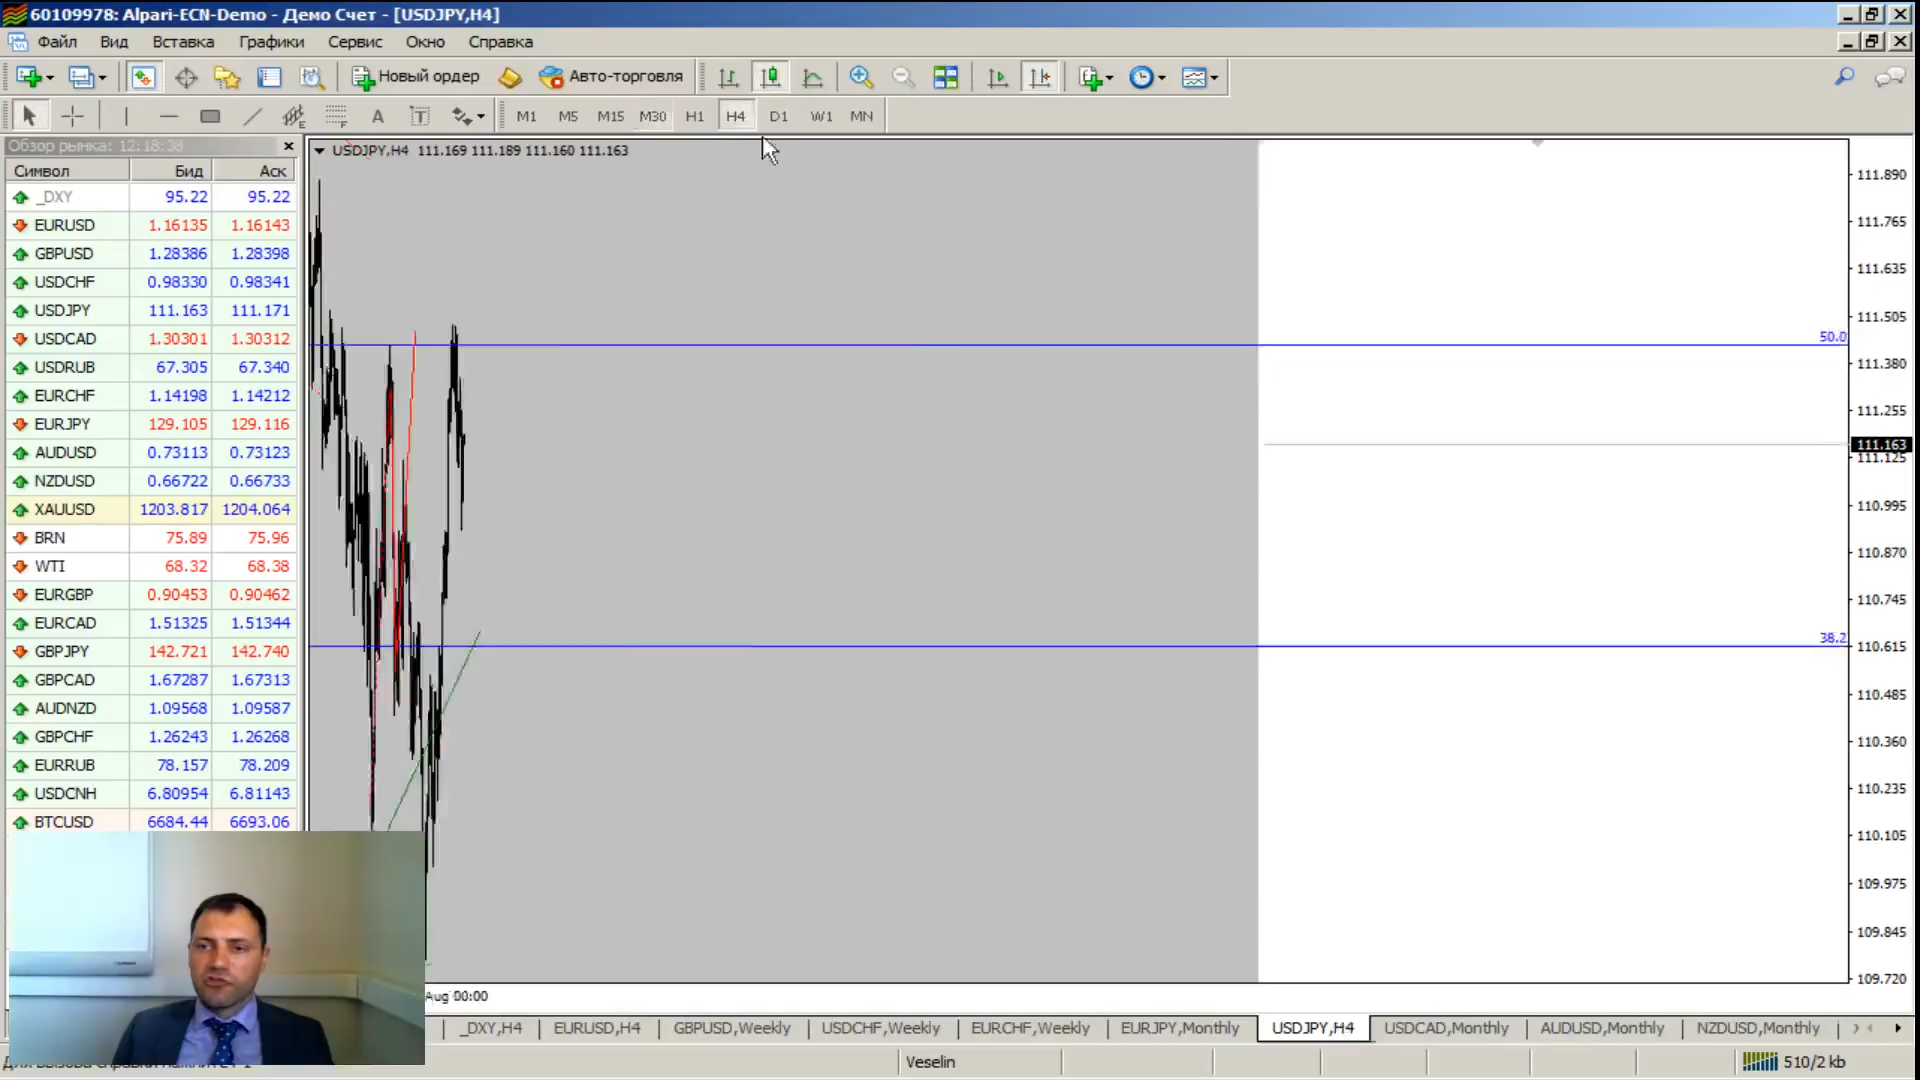 60109978: Alpari-ECN-Demo - Демо Счет - [USDJPY,H4]
Файл Вид Вставка Графики Сервис Окно Справка
Новый ордер Авто-торговля
A T M1 M5 M15 M30 H1 H4 D1 W1 MN
Обзор рынка: 12:18:38
Символ Бид Аск
_DXY 95.22 95.22
EURUSD 1.16135 1.16143
GBPUSD 1.28386 1.28398
USDCHF 0.98330 0.98341
USDJPY 111.163 111.171
USDCAD 1.30301 1.30312
USDRUB 67.305 67.340
EURCHF 1.14198 1.14212
EURJPY 129.105 129.116
AUDUSD 0.73113 0.73123
NZDUSD 0.66722 0.66733
XAUUSD 1203.817 1204.064
BRN 75.89 75.96
WTI 68.32 68.38
EURGBP 0.90453 0.90462
EURCAD 1.51325 1.51344
GBPJPY 142.721 142.740
GBPCAD 1.67287 1.67313
AUDNZD 1.09568 1.09587
GBPCHF 1.26243 1.26268
EURRUB 78.157 78.209
USDCNH 6.80954 6.81143
BTCUSD 6684.44 6693.06
USDJPY,H4 111.169 111.189 111.160 111.163
50.0
38.2
111.890
111.765
111.635
111.505
111.380
111.255
111.163
111.125
110.995
110.870
110.745
110.615
110.485
110.360
110.235
110.105
109.975
109.845
109.720
Aug 00:00
_DXY,H4 EURUSD,H4 GBPUSD,Weekly USDCHF,Weekly EURCHF,Weekly EURJPY,Monthly USDJPY,H4 USDCAD,Monthly AUDUSD,Monthly NZDUSD,Monthly
Veselin 510/2 kb